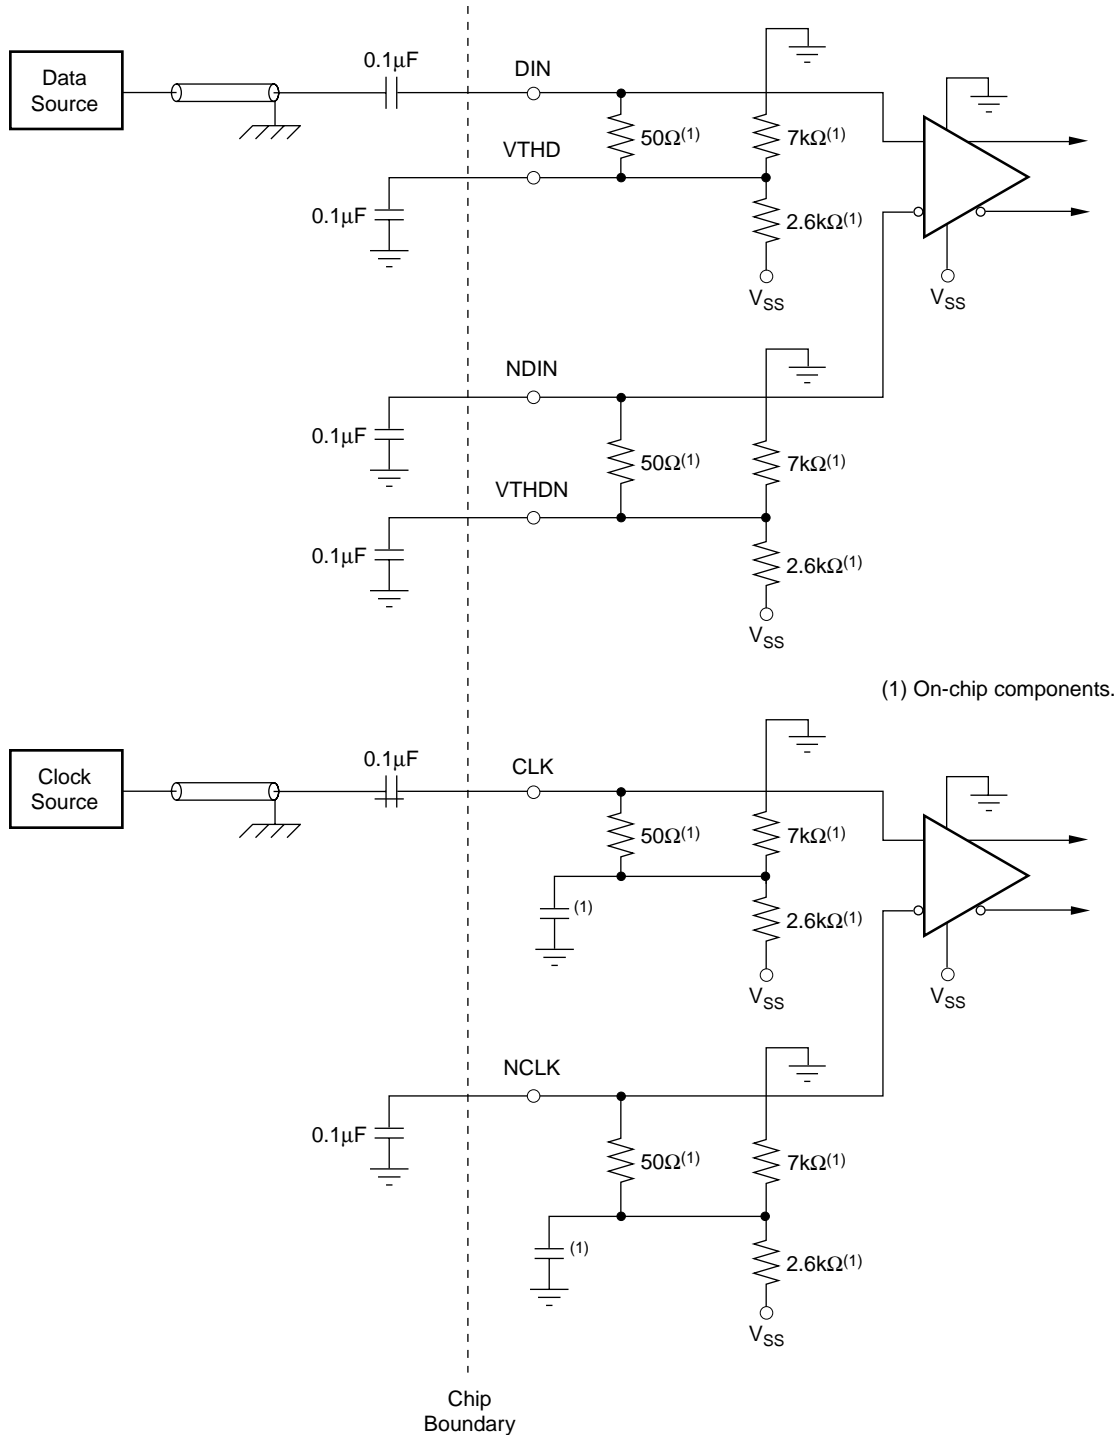 Data
Source
0.1µF
DIN
50Ω(1)
7kΩ(1)
VTHD
0.1µF
2.6kΩ(1)
VSS
VSS
NDIN
0.1µF
50Ω(1)
7kΩ(1)
VTHDN
0.1µF
2.6kΩ(1)
VSS
(1) On-chip components.
Clock
Source
0.1µF
CLK
50Ω(1)
7kΩ(1)
(1)
2.6kΩ(1)
VSS
VSS
NCLK
0.1µF
50Ω(1)
7kΩ(1)
(1)
2.6kΩ(1)
VSS
Chip
Boundary